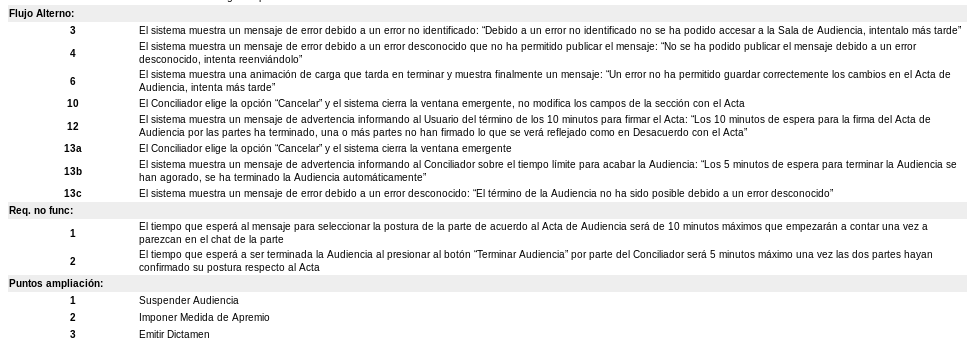 Flujo Alterno:
3 El sistema muestra un mensaje de error debido a un error no identificado: “Debido a un error no identificado no se ha podido accesar a la Sala de Audiencia, intentalo más tarde”
4 El sistema muestra un mensaje de error debido a un error desconocido que no ha permitido publicar el mensaje: “No se ha podido publicar el mensaje debido a un error
desconocido, intenta reenviándolo”
6 El sistema muestra una animación de carga que tarda en terminar y muestra finalmente un mensaje: “Un error no ha permitido guardar correctamente los cambios en el Acta de
Audiencia, intenta más tarde”
10 El Conciliador elige la opción “Cancelar” y el sistema cierra la ventana emergente, no modifica los campos de la sección con el Acta
12 El sistema muestra un mensaje de advertencia informando al Usuario del término de los 10 minutos para firmar el Acta: “Los 10 minutos de espera para la firma del Acta de
Audiencia por las partes ha terminado, una o más partes no han firmado lo que se verá reflejado como en Desacuerdo con el Acta”
13a El Conciliador elige la opción “Cancelar” y el sistema cierra la ventana emergente
13b El sistema muestra un mensaje de advertencia informando al Conciliador sobre el tiempo límite para acabar la Audiencia: “Los 5 minutos de espera para terminar la Audiencia se
han agorado, se ha terminado la Audiencia automáticamente”
13c El sistema muestra un mensaje de error debido a un error desconocido: “El término de la Audiencia no ha sido posible debido a un error desconocido”
Req. no func:
1 El tiempo que esperá al mensaje para seleccionar la postura de la parte de acuerdo al Acta de Audiencia será de 10 minutos máximos que empezarán a contar una vez a
parezcan en el chat de la parte
2 El tiempo que esperá a ser terminada la Audiencia al presionar al botón “Terminar Audiencia” por parte del Conciliador será 5 minutos máximo una vez las dos partes hayan
confirmado su postura respecto al Acta
Puntos ampliación:
1 Suspender Audiencia
2 Imponer Medida de Apremio
3 Emitir Dictamen